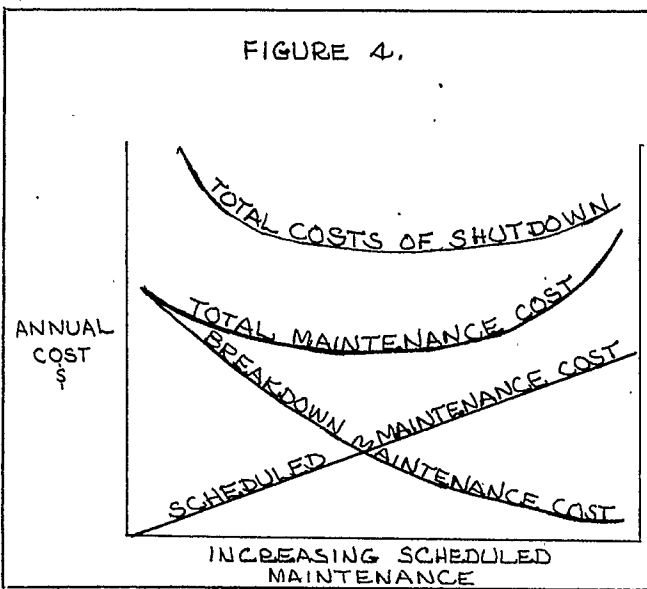 FIGURE 4.
TOTAL COSTS OF SHUTDOWN
TOTAL MAINTENANCE COST
BREAKDOWN MAINTENANCE COST
SCHEDULED MAINTENANCE COST
ANNUAL
COST
$
INCREASING SCHEDULED
MAINTENANCE